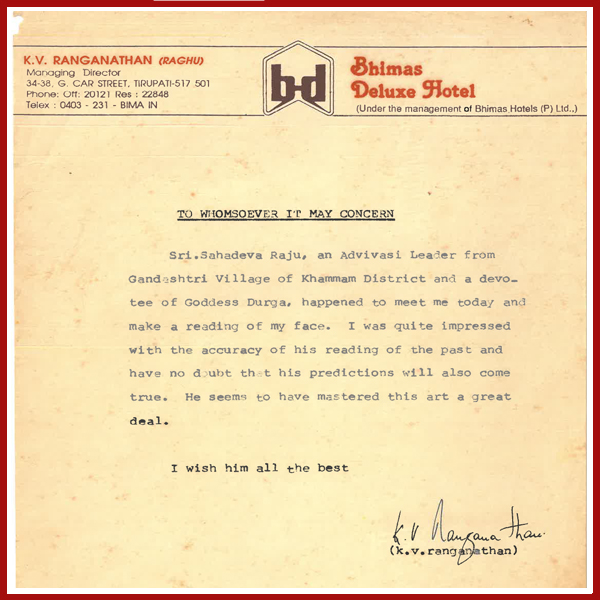 K.V. RANGANATHAN (RAGHU)
Managing Director
34-38, G. CAR STREET, TIRUPATI-517 501
Phone: Off: 20121 Res : 22848
Telex : 0403 - 231 - BIMA IN
b-d
Bhimas
Deluxe Hotel
(Under the management of Bhimas Hotels (P) Ltd.,)
TO WHOMSOEVER IT MAY CONCERN
Sri.Sahadeva Raju, an Advivasi Leader from
Gandeshtri Village of Khammam District and a devo-
tee of Goddess Durga, happened to meet me today and
make a reading of my face. I was quite impressed
with the accuracy of his reading of the past and
have no doubt that his predictions will also come
true. He seems to have mastered this art a great
deal.
I wish him all the best
K.V Ranganathan
(k.v.ranganathan)